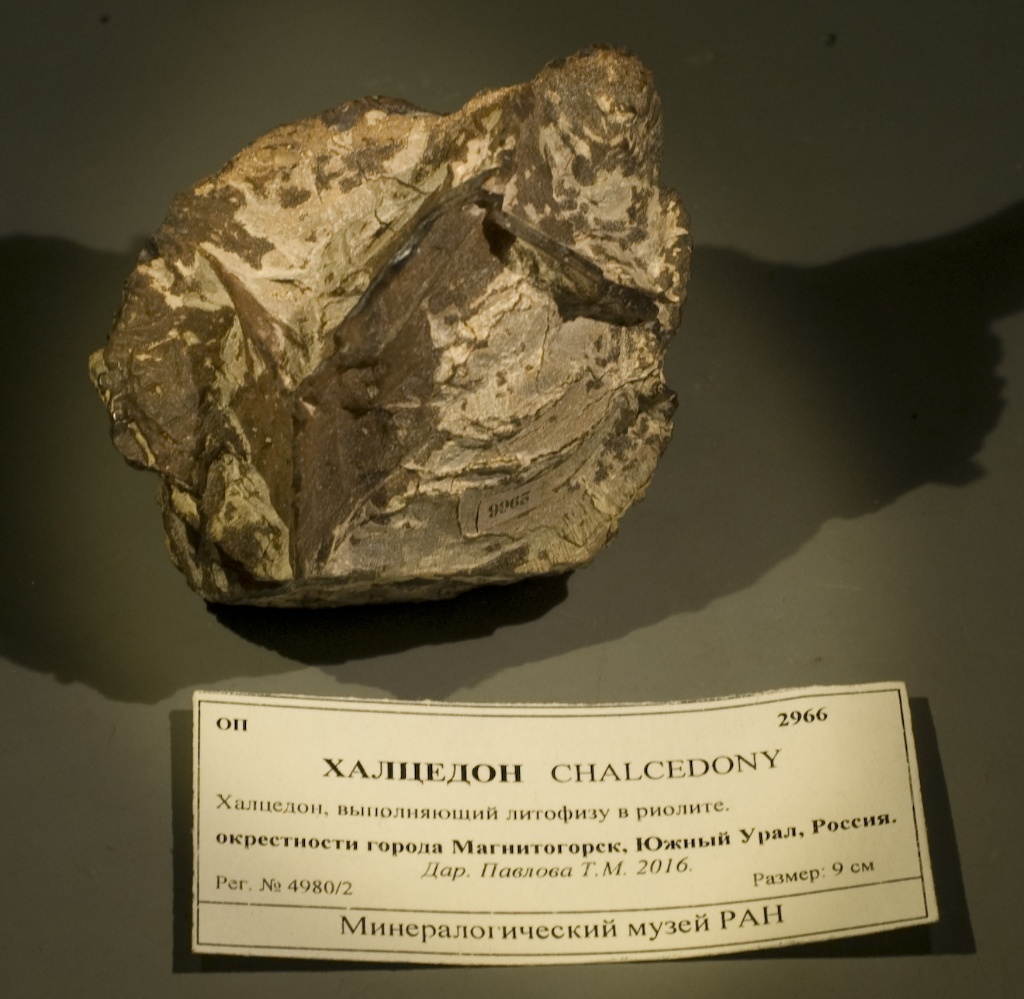 9965
ОП
2966
ХАЛЦЕДОН CHALCEDONY
Халцедон, выполняющий литофизу в риолите.
окрестности города Магнитогорск, Южный Урал, Россия.
Дар. Павлова Т.М. 2016.
Рег. № 4980/2
Размер: 9 см
Минералогический музей РАН